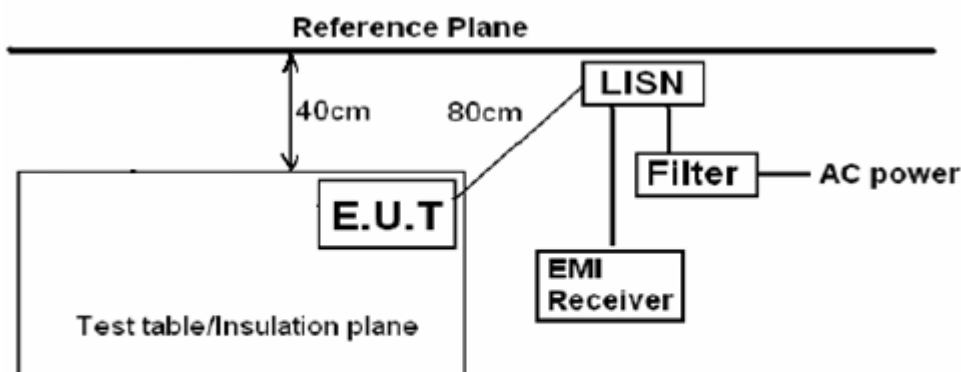 Reference Plane
LISN
40cm
80cm
Filter
AC power
E.U.T
EMI
Receiver
Test table/Insulation plane